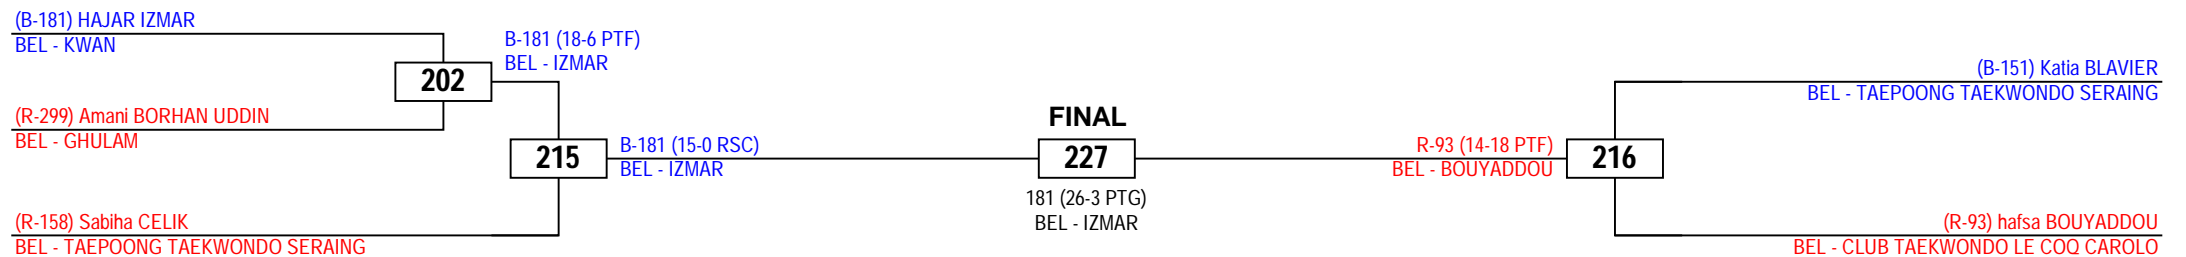 (B-181) HAJAR IZMAR
BEL - KWAN
B-181 (18-6 PTF)
BEL - IZMAR
202
(R-299) Amani BORHAN UDDIN
BEL - GHULAM
215
B-181 (15-0 RSC)
BEL - IZMAR
(R-158) Sabiha CELIK
BEL - TAEPOONG TAEKWONDO SERAING
FINAL
227
181 (26-3 PTG)
BEL - IZMAR
(B-151) Katia BLAVIER
BEL - TAEPOONG TAEKWONDO SERAING
R-93 (14-18 PTF)
BEL - BOUYADDOU
216
(R-93) hafsa BOUYADDOU
BEL - CLUB TAEKWONDO LE COQ CAROLO